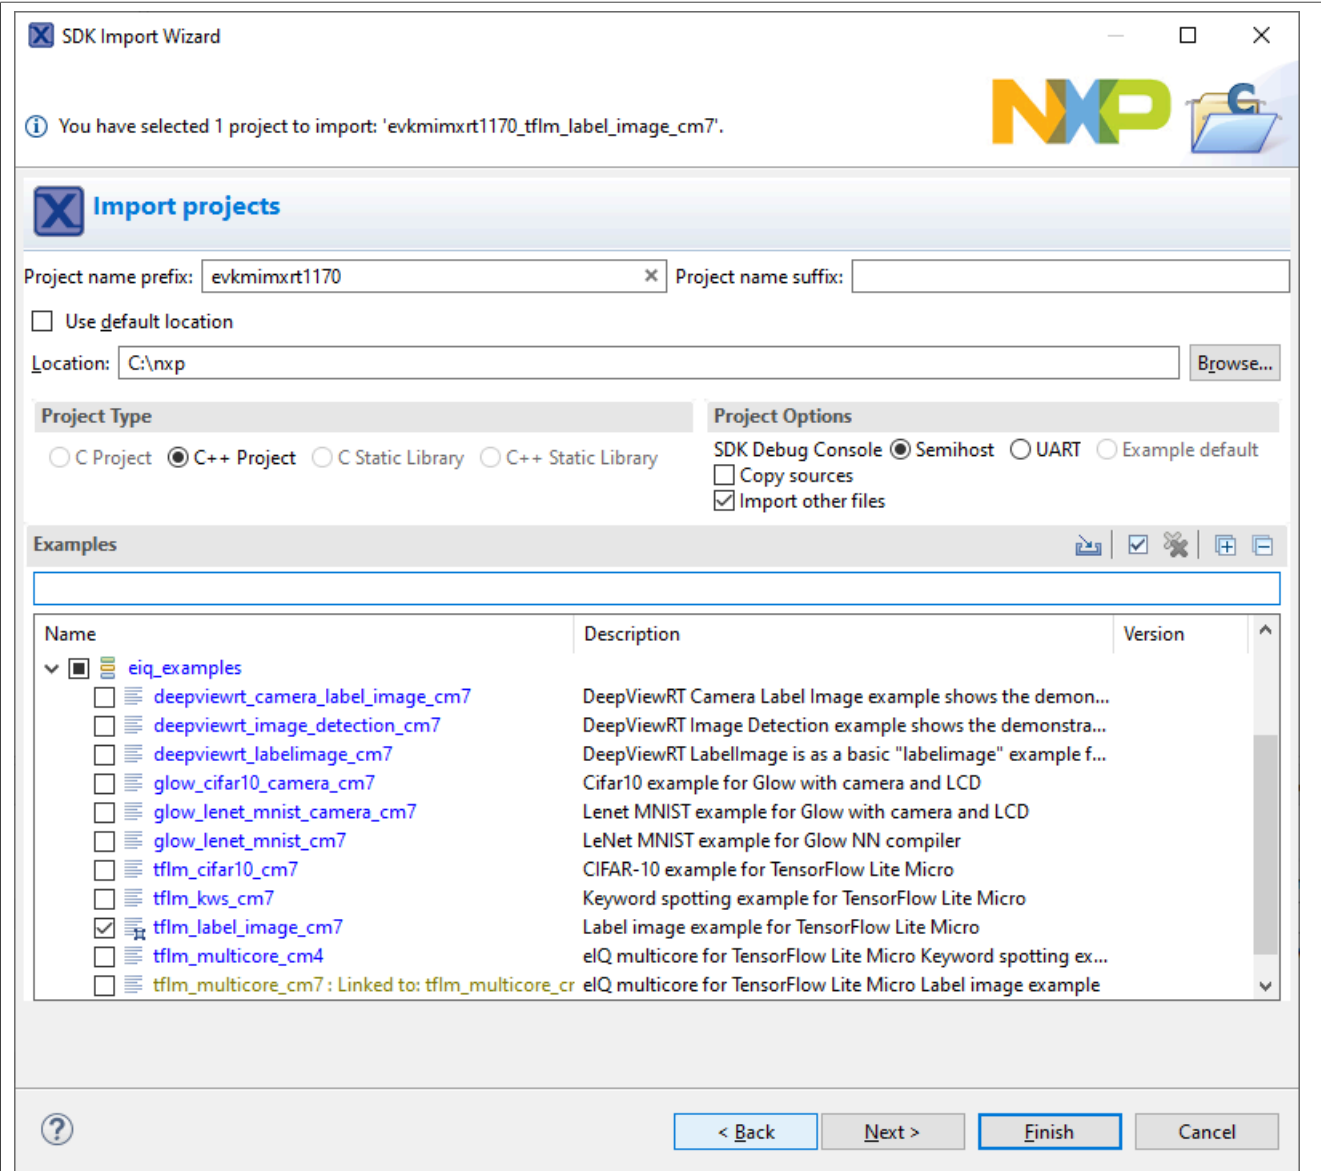 SDK Import Wizard
NXP
C
You have selected 1 project to import: 'evkmimxrt1170_tflm_label_image_cm7'.
Import projects
Project name prefix: evkmimxrt1170 Project name suffix:
Use default location
Location: C:\nxp Browse...
Project Type Project Options
C Project C++ Project C Static Library C++ Static Library SDK Debug Console Semihost UART Example default
Copy sources
Import other files
Examples
Name Description Version
eiq_examples
deepviewrt_camera_label_image_cm7 DeepViewRT Camera Label Image example shows the demon...
deepviewrt_image_detection_cm7 DeepViewRT Image Detection example shows the demonstra...
deepviewrt_labelimage_cm7 DeepViewRT LabelImage is as a basic "labelimage" example f...
glow_cifar10_camera_cm7 Cifar10 example for Glow with camera and LCD
glow_lenet_mnist_camera_cm7 Lenet MNIST example for Glow with camera and LCD
glow_lenet_mnist_cm7 LeNet MNIST example for Glow NN compiler
tflm_cifar10_cm7 CIFAR-10 example for TensorFlow Lite Micro
tflm_kws_cm7 Keyword spotting example for TensorFlow Lite Micro
tflm_label_image_cm7 Label image example for TensorFlow Lite Micro
tflm_multicore_cm4 eIQ multicore for TensorFlow Lite Micro Keyword spotting ex...
tflm_multicore_cm7 : Linked to: tflm_multicore_cr eIQ multicore for TensorFlow Lite Micro Label image example
< Back Next > Finish Cancel